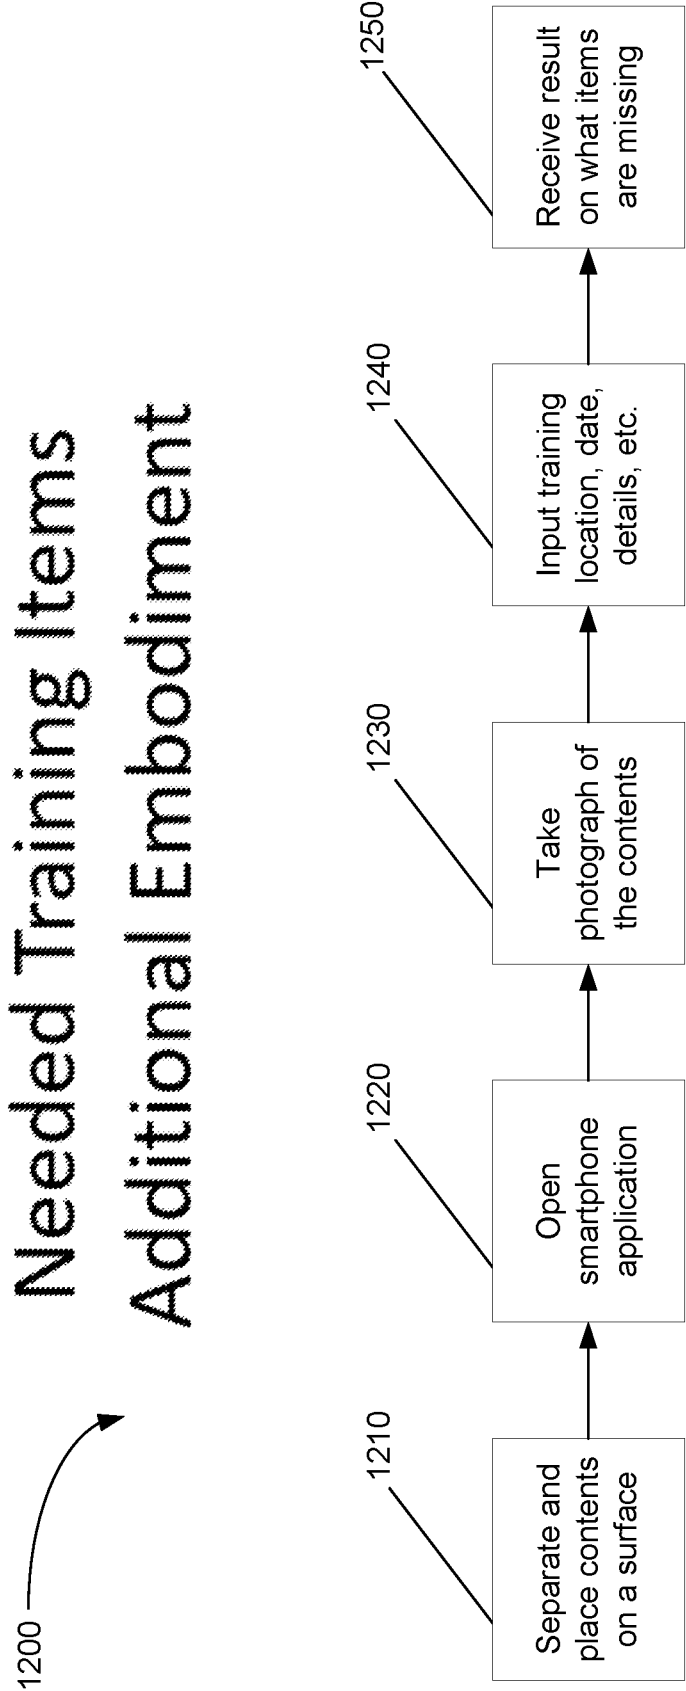 1200
Needed Training Items
Additional Embodiment
1210
Separate and
place contents
on a surface
1220
Open
smartphone
application
1230
Take
photograph of
the contents
1240
Input training
location, date,
details, etc.
1250
Receive result
on what items
are missing